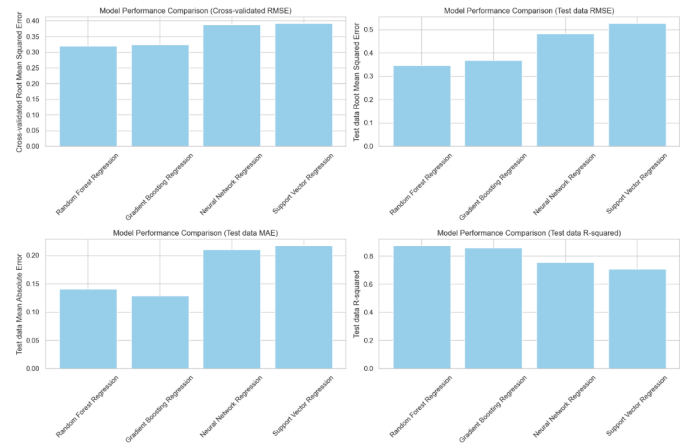 Model Performance Comparison (Cross-validated RMSE)
Cross-validated Root Mean Squared Error
0.40
0.35
0.30
0.25
0.20
0.15
0.10
0.05
0.00
Random Forest Regression
Gradient Boosting Regression
Neural Network Regression
Support Vector Regression
Model Performance Comparison (Test data RMSE)
Test data Root Mean Squared Error
0.5
0.4
0.3
0.2
0.1
0.0
Random Forest Regression
Gradient Boosting Regression
Neural Network Regression
Support Vector Regression
Model Performance Comparison (Test data MAE)
Test data Mean Absolute Error
0.20
0.15
0.10
0.05
0.00
Random Forest Regression
Gradient Boosting Regression
Neural Network Regression
Support Vector Regression
Model Performance Comparison (Test data R-squared)
Test data R-squared
0.8
0.6
0.4
0.2
0.0
Random Forest Regression
Gradient Boosting Regression
Neural Network Regression
Support Vector Regression